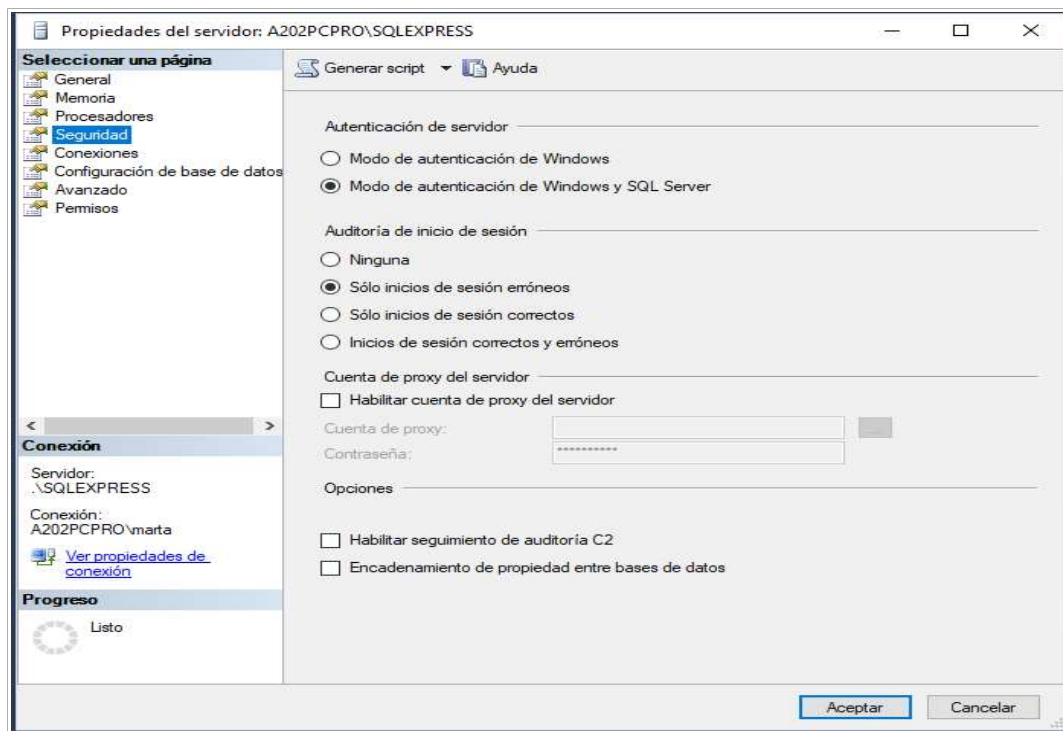 Propiedades del servidor: A202PCPRO\SQLEXPRESS
Seleccionar una página
General
Memoria
Procesadores
Seguridad
Conexiones
Configuración de base de datos
Avanzado
Permisos
Conexión
Servidor:
.\SQLEXPRESS
Conexión:
A202PCPRO\marta
Ver propiedades de
conexión
Progreso
Listo
Generar script Ayuda
Autenticación de servidor
Modo de autenticación de Windows
Modo de autenticación de Windows y SQL Server
Auditoría de inicio de sesión
Ninguna
Sólo inicios de sesión erróneos
Sólo inicios de sesión correctos
Inicios de sesión correctos y erróneos
Cuenta de proxy del servidor
Habilitar cuenta de proxy del servidor
Cuenta de proxy: ...
Contraseña: **********
Opciones
Habilitar seguimiento de auditoría C2
Encadenamiento de propiedad entre bases de datos
Aceptar Cancelar